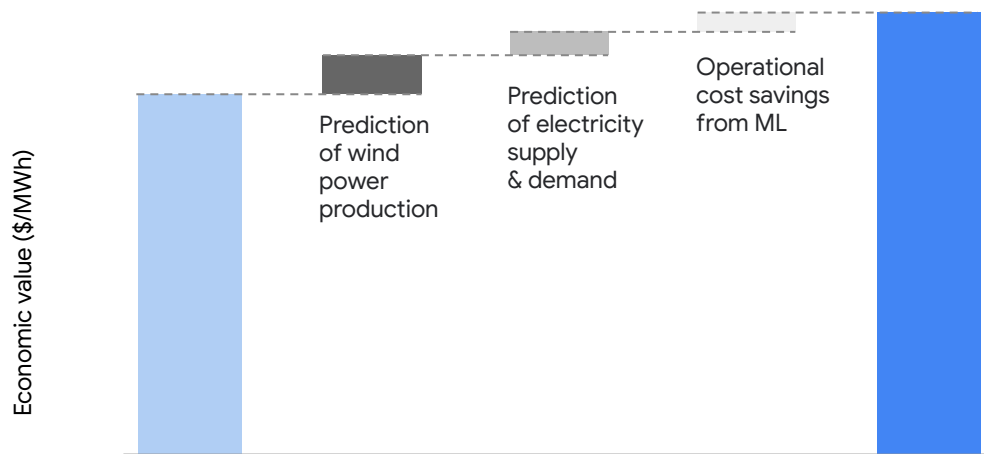 Economic value ($/MWh)
Prediction
of wind
power
production
Prediction
of electricity
supply
& demand
Operational
cost savings
from ML